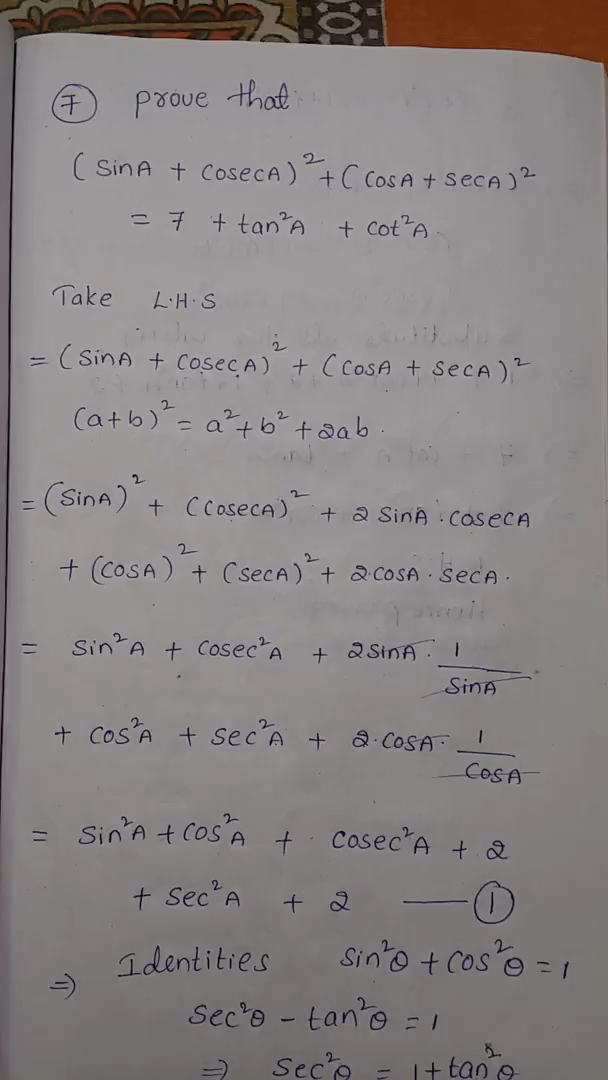 ⑦ prove that
(sinA + cosecA)² + (cosA + secA)²
= 7 + tan²A + cot²A.
Take L.H.S
= (sinA + cosecA)² + (cosA + secA)²
(a+b)² = a² + b² + 2ab.
= (sinA)² + (cosecA)² + 2 sinA . cosecA
+ (cosA)² + (secA)² + 2.cosA . secA.
= sin²A + cosec²A + 2 sinA . 1/sinA
+ cos²A + sec²A + 2.cosA . 1/cosA
= sin²A + cos²A + cosec²A + 2
+ sec²A + 2 —— ①
⇒ Identities sin²θ + cos²θ = 1
sec²θ - tan²θ = 1
⇒ sec²θ = 1 + tan²θ